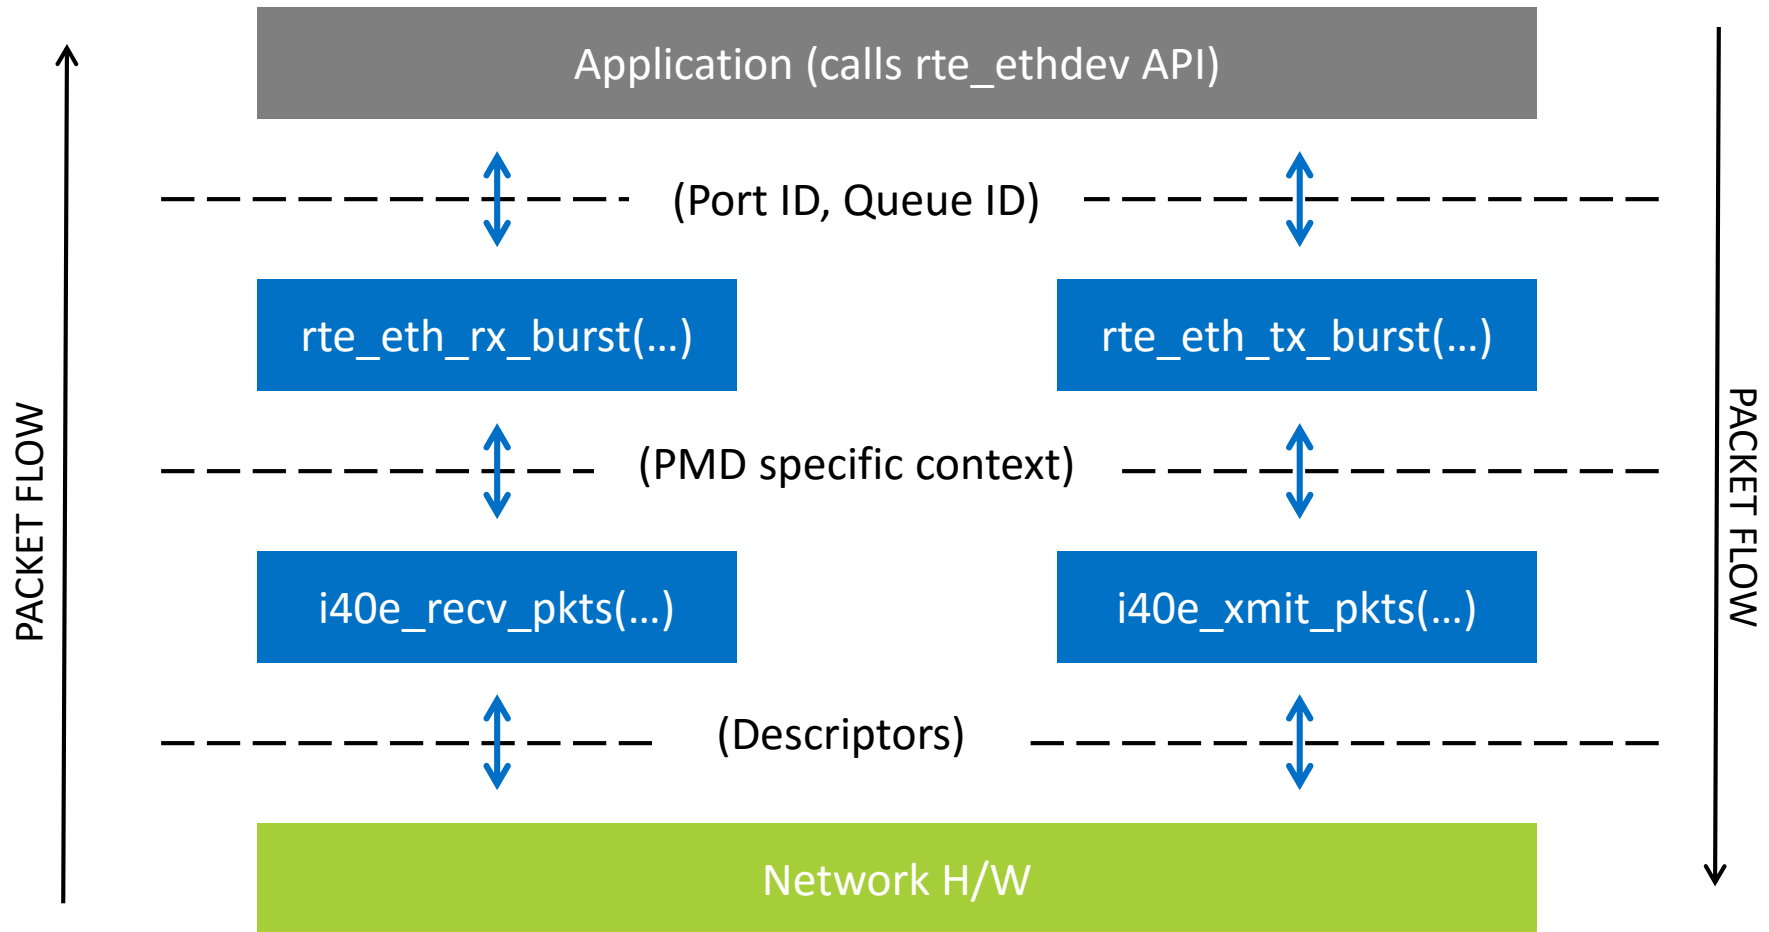 Application (calls rte_ethdev API)
(Port ID, Queue ID)
rte_eth_rx_burst(…)
rte_eth_tx_burst(…)
PACKET FLOW
PACKET FLOW
(PMD specific context)
i40e_recv_pkts(…)
i40e_xmit_pkts(…)
(Descriptors)
Network H/W